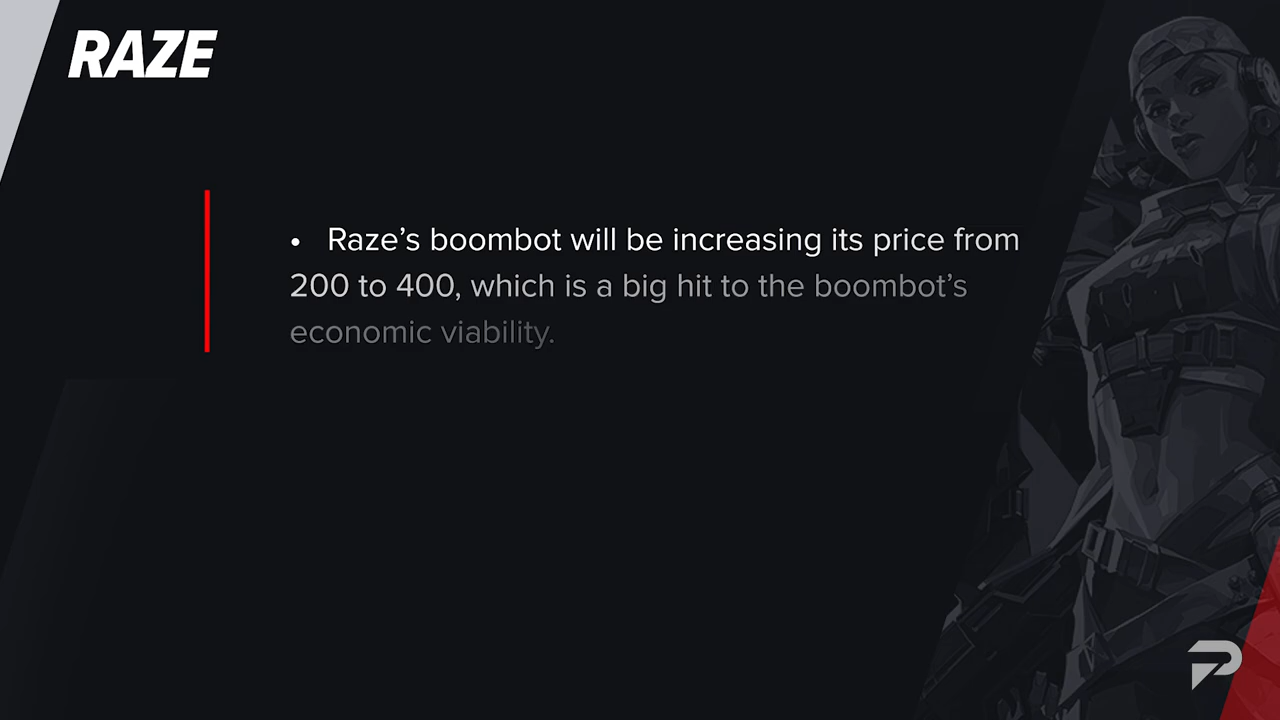 RAZE
• Raze’s boombot will be increasing its price from
200 to 400, which is a big hit to the boombot’s
economic viability.